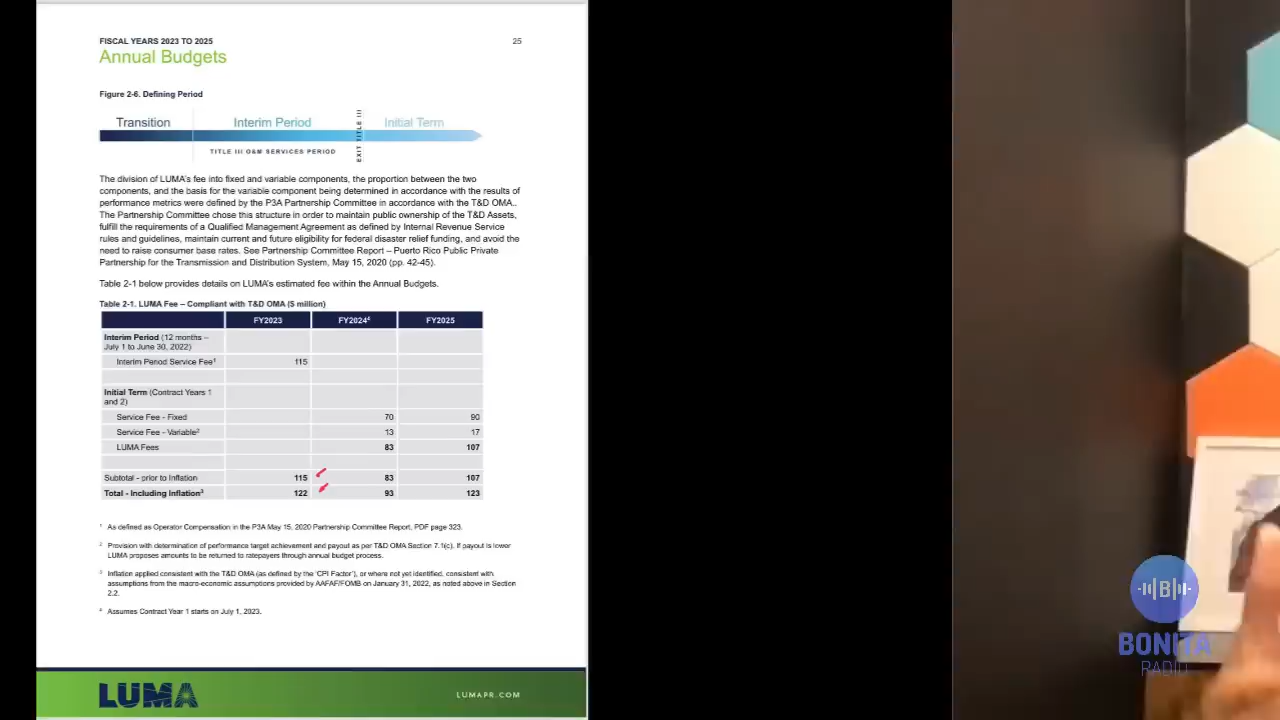 FISCAL YEARS 2023 TO 2025
25
Annual Budgets
Figure 2-6. Defining Period
Transition
Interim Period
Initial Term
EXIT TITLE III
TITLE III O&M SERVICES PERIOD
The division of LUMA's fee into fixed and variable components, the proportion between the two
components, and the basis for the variable component being determined in accordance with the results of
performance metrics were defined by the P3A Partnership Committee in accordance with the T&D OMA..
The Partnership Committee chose this structure in order to maintain public ownership of the T&D Assets,
fulfill the requirements of a Qualified Management Agreement as defined by Internal Revenue Service
rules and guidelines, maintain current and future eligibility for federal disaster relief funding, and avoid the
need to raise consumer base rates. See Partnership Committee Report – Puerto Rico Public Private
Partnership for the Transmission and Distribution System, May 15, 2020 (pp. 42-45).
Table 2-1 below provides details on LUMA's estimated fee within the Annual Budgets.
Table 2-1. LUMA Fee – Compliant with T&D OMA ($ million)
FY2023 FY2024⁴ FY2025
Interim Period (12 months –
July 1 to June 30, 2022)
Interim Period Service Fee¹ 115
Initial Term (Contract Years 1
and 2)
Service Fee - Fixed 70 90
Service Fee - Variable² 13 17
LUMA Fees 83 107
Subtotal - prior to Inflation 115 83 107
Total - Including Inflation³ 122 93 123
¹ As defined as Operator Compensation in the P3A May 15, 2020 Partnership Committee Report, PDF page 323.
² Provision with determination of performance target achievement and payout as per T&D OMA Section 7.1(c). If payout is lower
LUMA proposes amounts to be returned to ratepayers through annual budget process.
³ Inflation applied consistent with the T&D OMA (as defined by the 'CPI Factor'), or where not yet identified, consistent with
assumptions from the macro-economic assumptions provided by AAFAF/FOMB on January 31, 2022, as noted above in Section
2.2.
⁴ Assumes Contract Year 1 starts on July 1, 2023.
LUMA
LUMAPR.COM
B
BONITA
RADIO